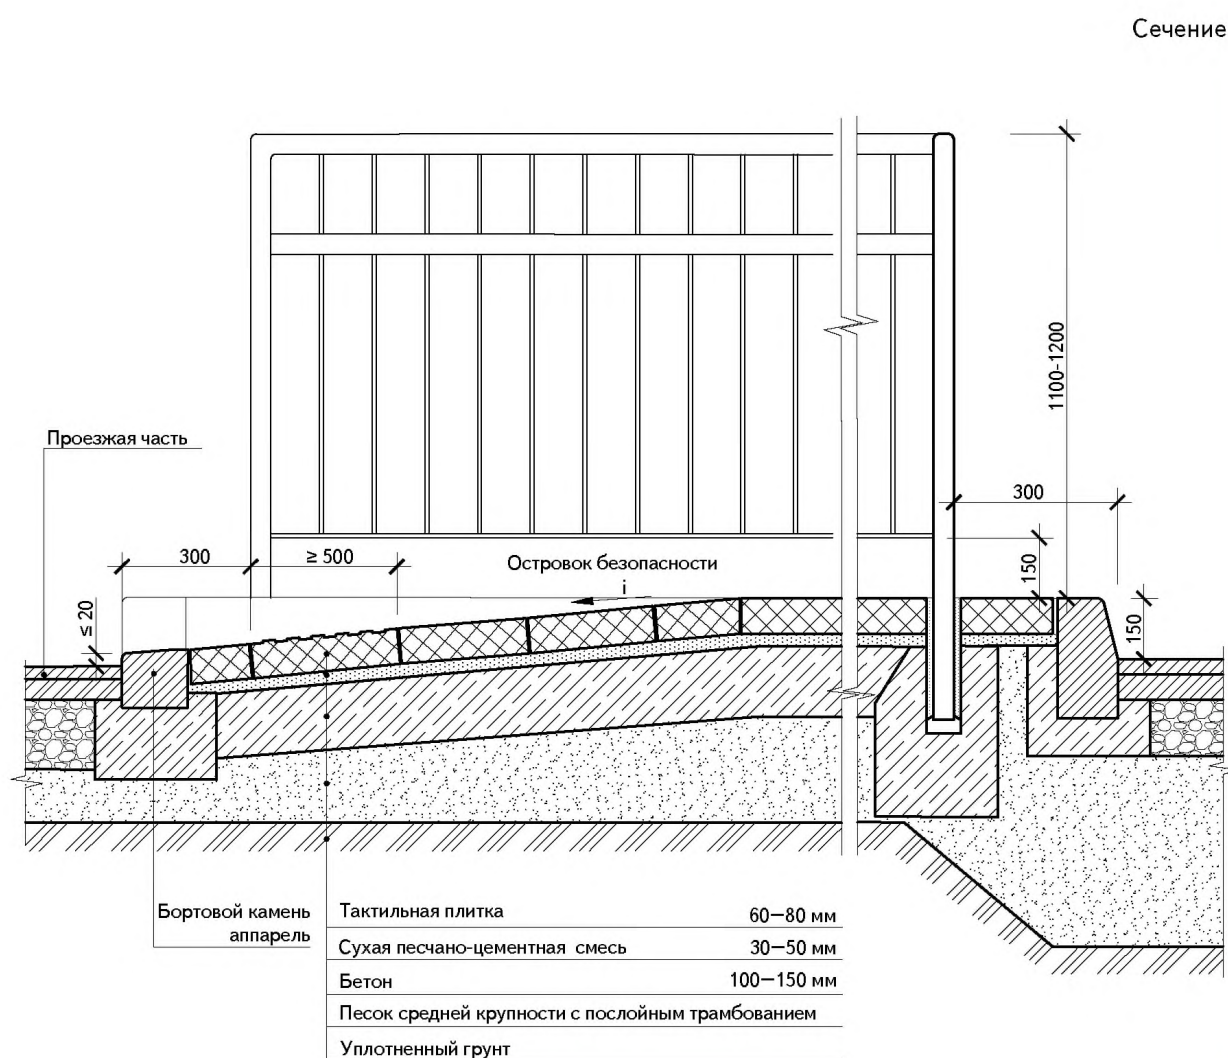 Сечение
1100-1200
Проезжая часть
300
300
≥ 500
Островок безопасности
i
150
150
≤ 20
Бортовой камень
аппарель
Тактильная плитка 60–80 мм
Сухая песчано-цементная смесь 30–50 мм
Бетон 100–150 мм
Песок средней крупности с послойным трамбованием
Уплотненный грунт